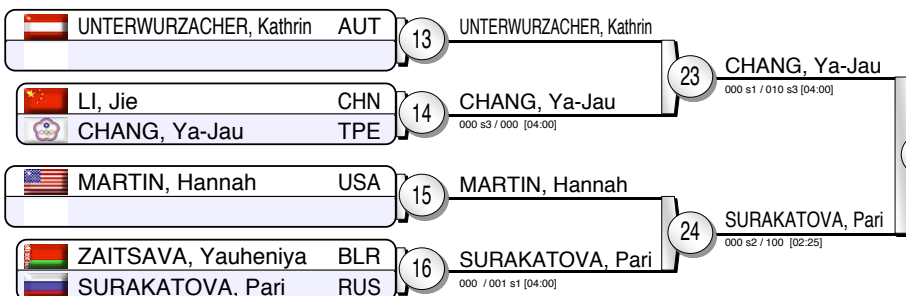 UNTERWURZACHER, Kathrin AUT
13
UNTERWURZACHER, Kathrin
23
CHANG, Ya-Jau
000 s1 / 010 s3 [04:00]
LI, Jie CHN
CHANG, Ya-Jau TPE
14
CHANG, Ya-Jau
000 s3 / 000 [04:00]
MARTIN, Hannah USA
15
MARTIN, Hannah
24
SURAKATOVA, Pari
000 s2 / 100 [02:25]
ZAITSAVA, Yauheniya BLR
SURAKATOVA, Pari RUS
16
SURAKATOVA, Pari
000 / 001 s1 [04:00]